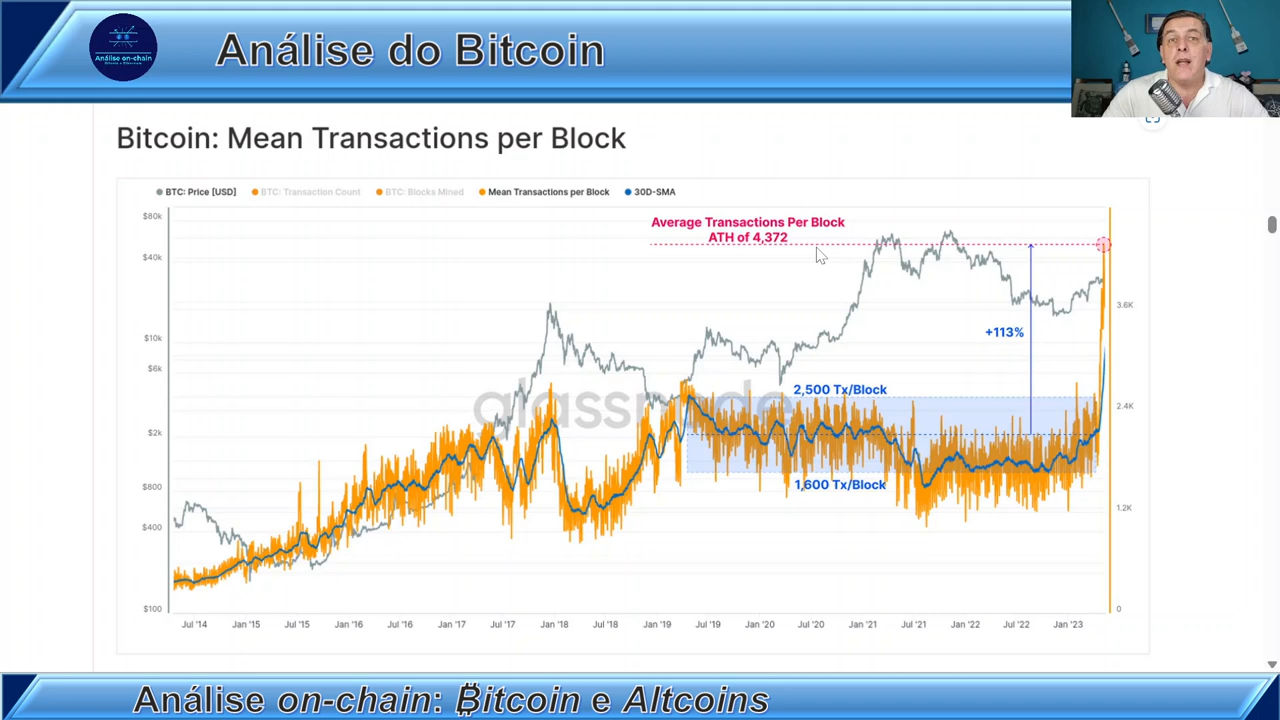 Análise do Bitcoin
Análise on-chain
Bitcoin e Altcoins
Bitcoin: Mean Transactions per Block
BTC: Price [USD] BTC: Transaction Count BTC: Blocks Mined Mean Transactions per Block 30D-SMA
Average Transactions Per Block
ATH of 4,372
$80k
$40k
$10k
$6k
$2k
$800
$400
$100
3.6K
2.4K
1.2K
0
+113%
2,500 Tx/Block
1,600 Tx/Block
glassnode
Jul '14 Jan '15 Jul '15 Jan '16 Jul '16 Jan '17 Jul '17 Jan '18 Jul '18 Jan '19 Jul '19 Jan '20 Jul '20 Jan '21 Jul '21 Jan '22 Jul '22 Jan '23
Análise on-chain: ₿itcoin e Altcoins